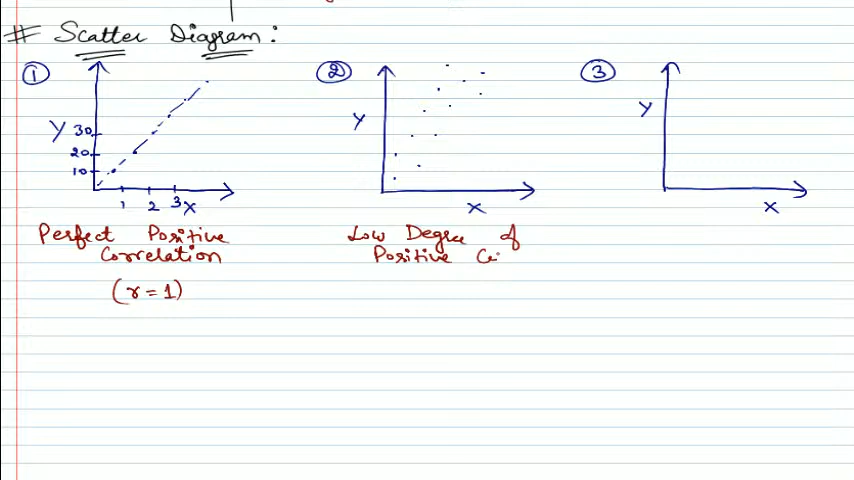 # Scatter Diagram:
1
2
3
Y 30
20
10
1 2 3 X
Y
X
Y
X
Perfect Positive
Correlation
(r = 1)
Low Degree of
Positive Co